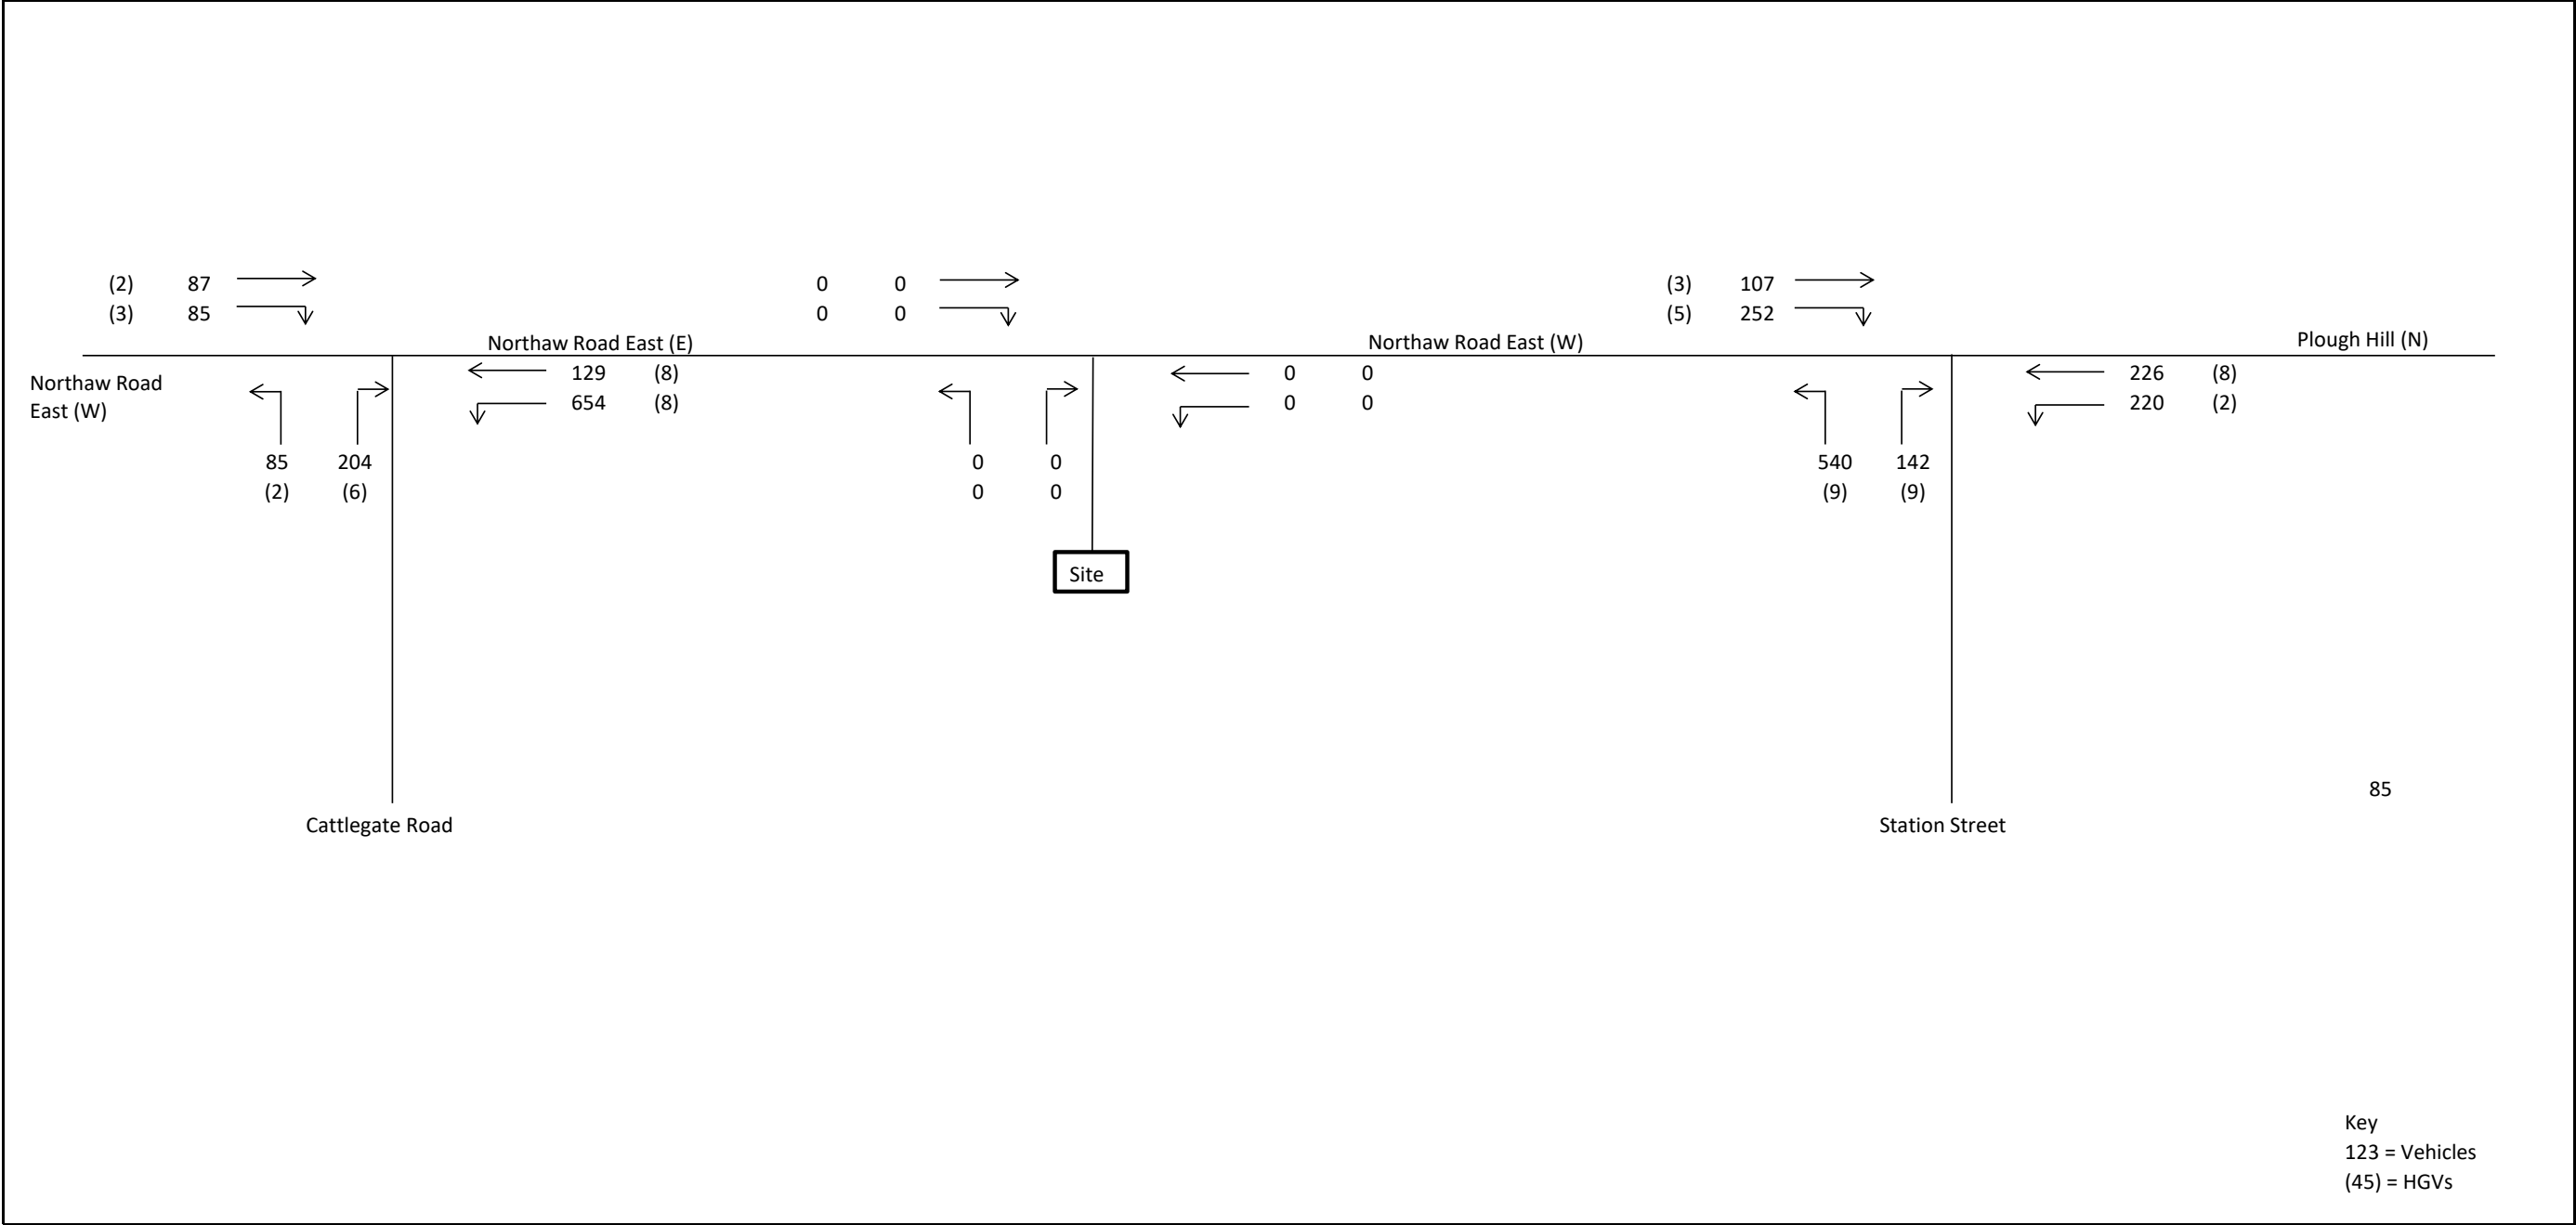 (2) 87
(3) 85
0 0
0 0
(3) 107
(5) 252
Northaw Road East (E)
Northaw Road East (W)
Plough Hill (N)
Northaw Road
East (W)
129 (8)
654 (8)
0 0
0 0
226 (8)
220 (2)
85 204
(2) (6)
0 0
0 0
540 142
(9) (9)
Site
85
Cattlegate Road
Station Street
Key
123 = Vehicles
(45) = HGVs